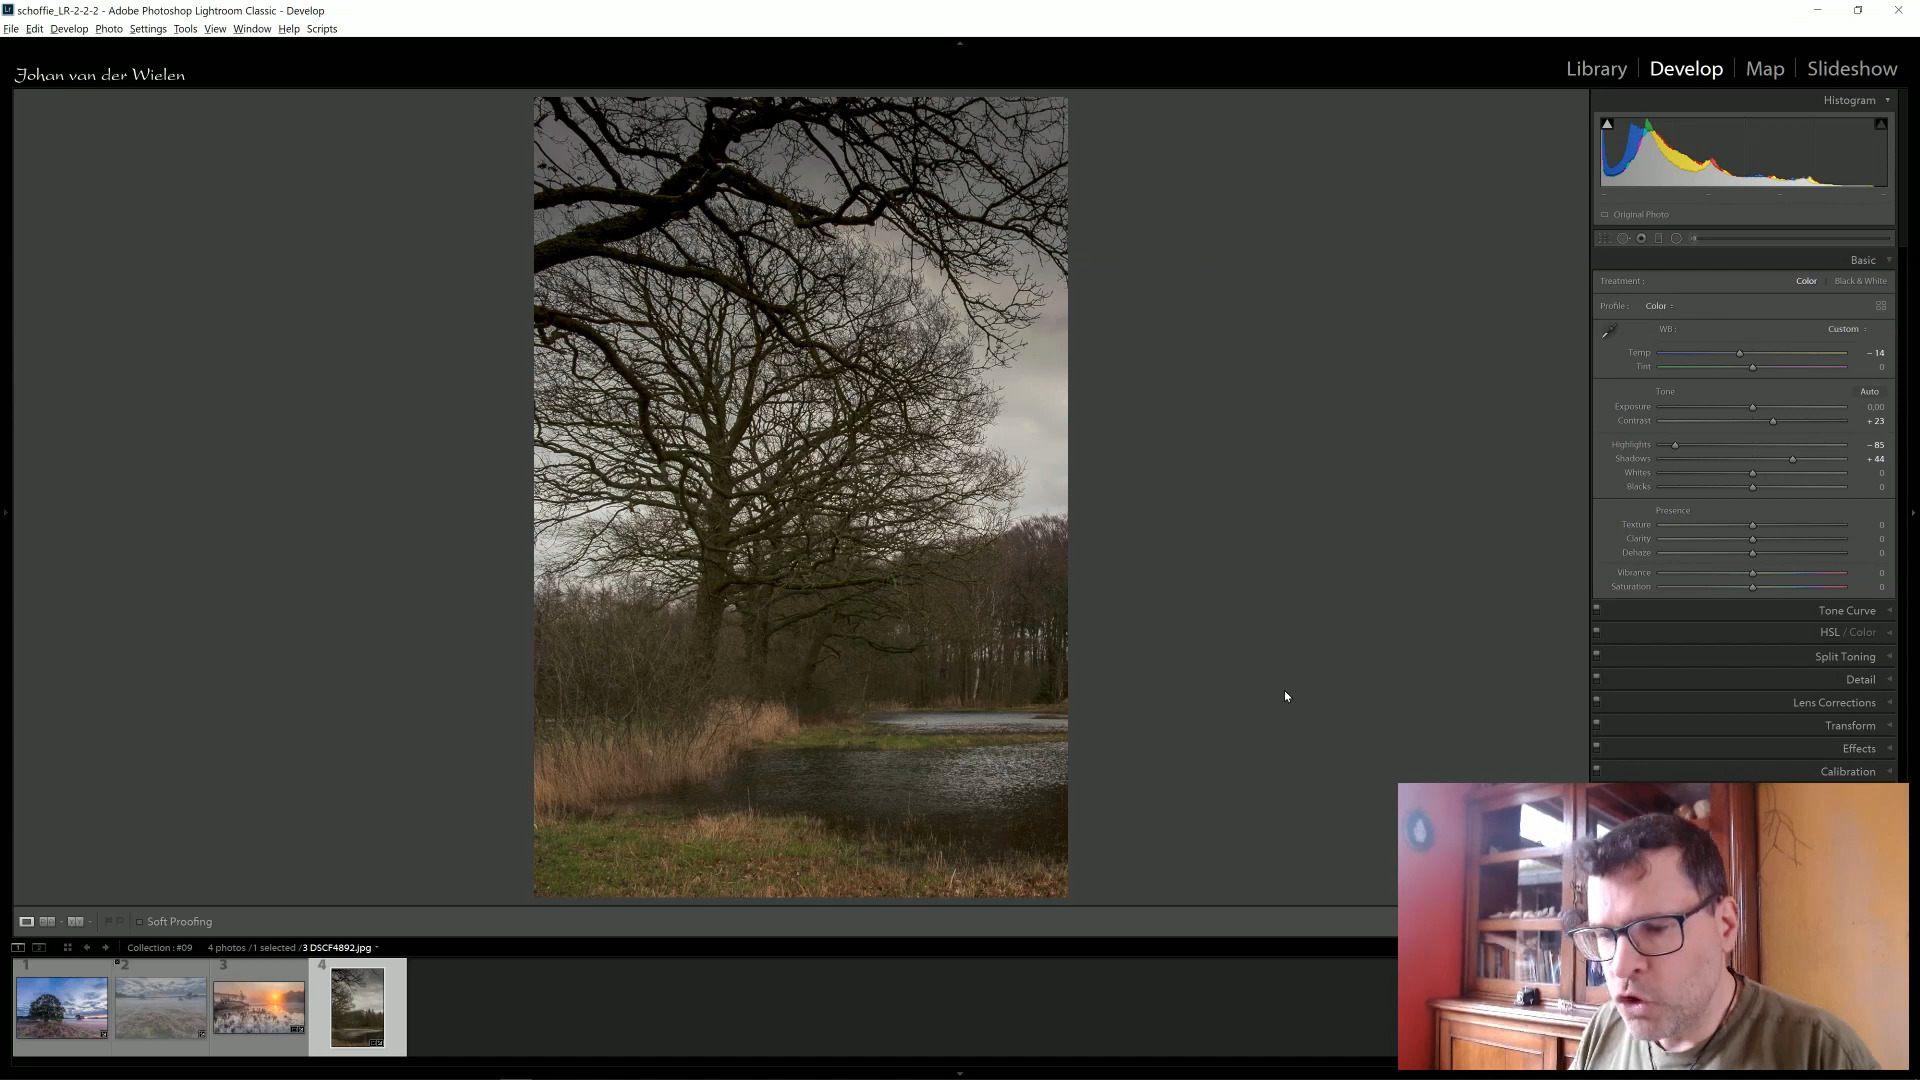 schoffie_LR-2-2-2 - Adobe Photoshop Lightroom Classic - Develop
File Edit Develop Photo Settings Tools View Window Help Scripts
Johan van der Wielen
Library Develop Map Slideshow
Histogram
Original Photo
Basic
Treatment : Color Black & White
Profile : Color
WB : Custom
Temp - 14
Tint 0
Tone Auto
Exposure 0,00
Contrast + 23
Highlights - 85
Shadows + 44
Whites 0
Blacks 0
Presence
Texture 0
Clarity 0
Dehaze 0
Vibrance 0
Saturation 0
Tone Curve
HSL / Color
Split Toning
Detail
Lens Corrections
Transform
Effects
Calibration
Soft Proofing
1 2 Collection : #09 4 photos / 1 selected / 3 DSCF4892.jpg
1 2 3 4